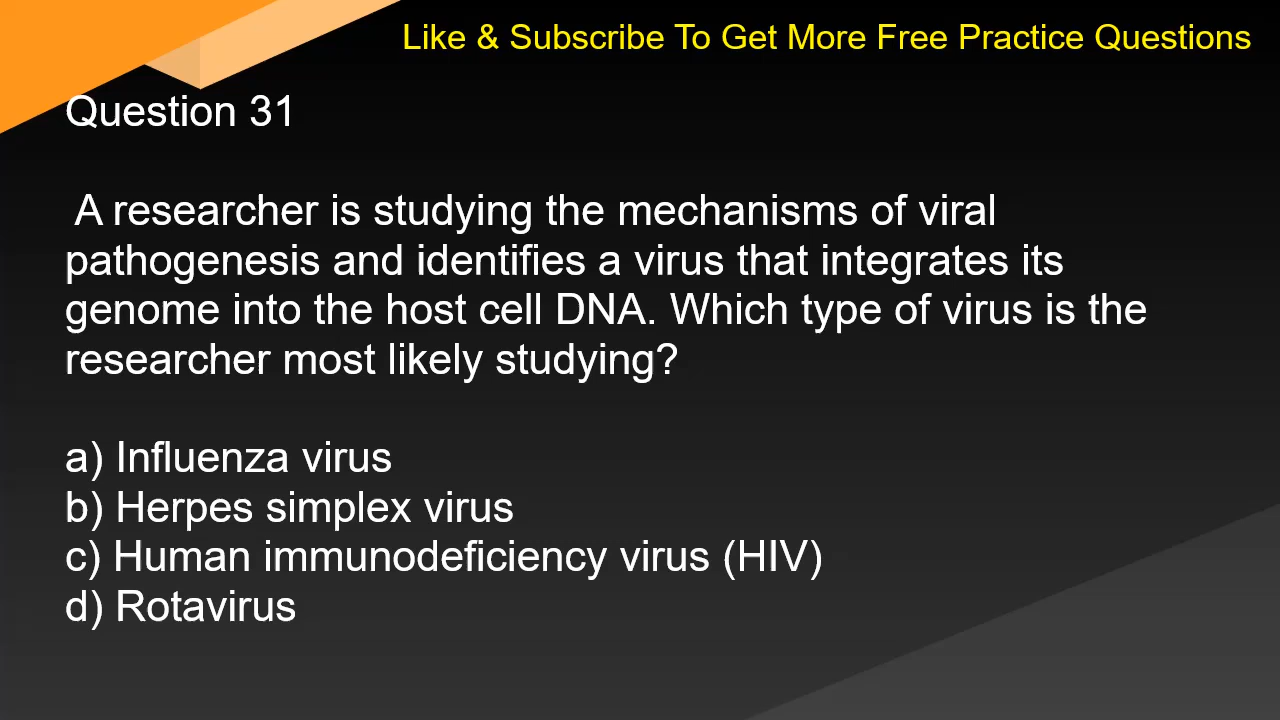 Like & Subscribe To Get More Free Practice Questions
Question 31
A researcher is studying the mechanisms of viral
pathogenesis and identifies a virus that integrates its
genome into the host cell DNA. Which type of virus is the
researcher most likely studying?
a) Influenza virus
b) Herpes simplex virus
c) Human immunodeficiency virus (HIV)
d) Rotavirus